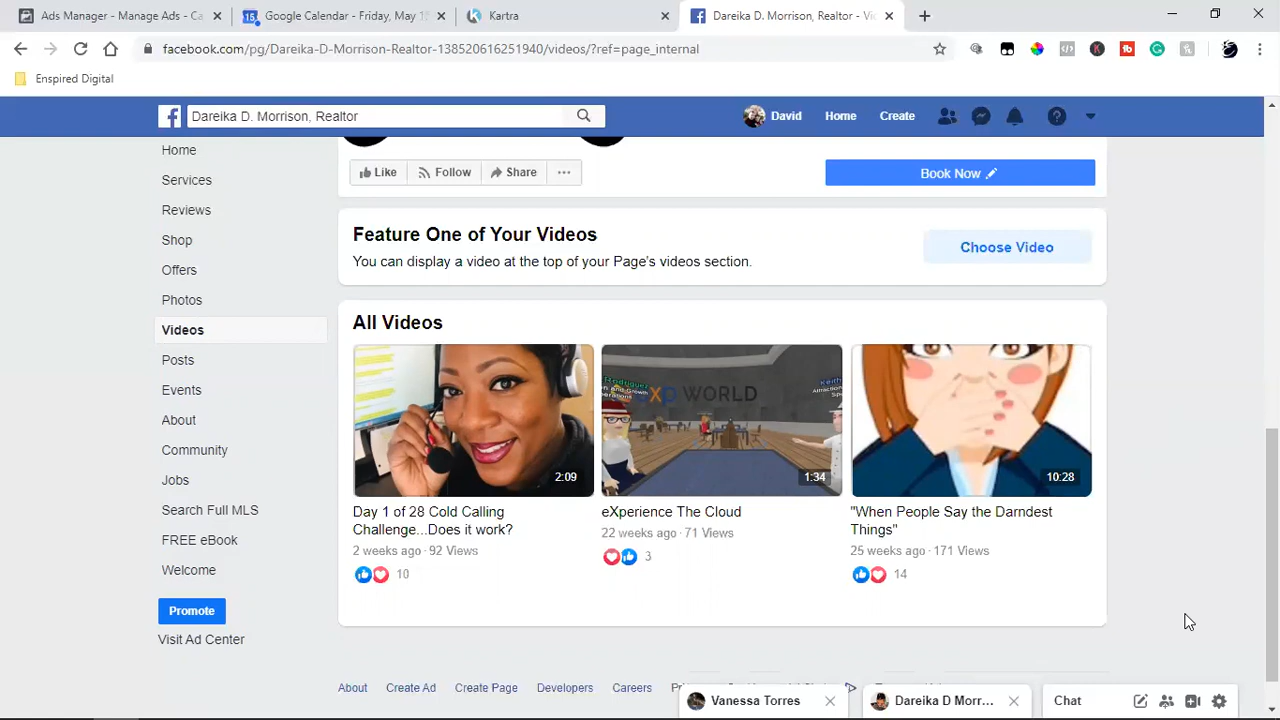 Ads Manager - Manage Ads - Ca
Google Calendar - Friday, May 1
Kartra
Dareika D. Morrison, Realtor - Vi
facebook.com/pg/Dareika-D-Morrison-Realtor-138520616251940/videos/?ref=page_internal
Enspired Digital
Dareika D. Morrison, Realtor
David
Home
Create
Home
Services
Reviews
Shop
Offers
Photos
Videos
Posts
Events
About
Community
Jobs
Search Full MLS
FREE eBook
Welcome
Promote
Visit Ad Center
Like
Follow
Share
Book Now
Feature One of Your Videos
You can display a video at the top of your Page's videos section.
Choose Video
All Videos
2:09
Day 1 of 28 Cold Calling
Challenge...Does it work?
2 weeks ago · 92 Views
10
xp WORLD
1:34
eXperience The Cloud
22 weeks ago · 71 Views
3
10:28
"When People Say the Darndest
Things"
25 weeks ago · 171 Views
14
About
Create Ad
Create Page
Developers
Careers
Vanessa Torres
Dareika D Morr...
Chat